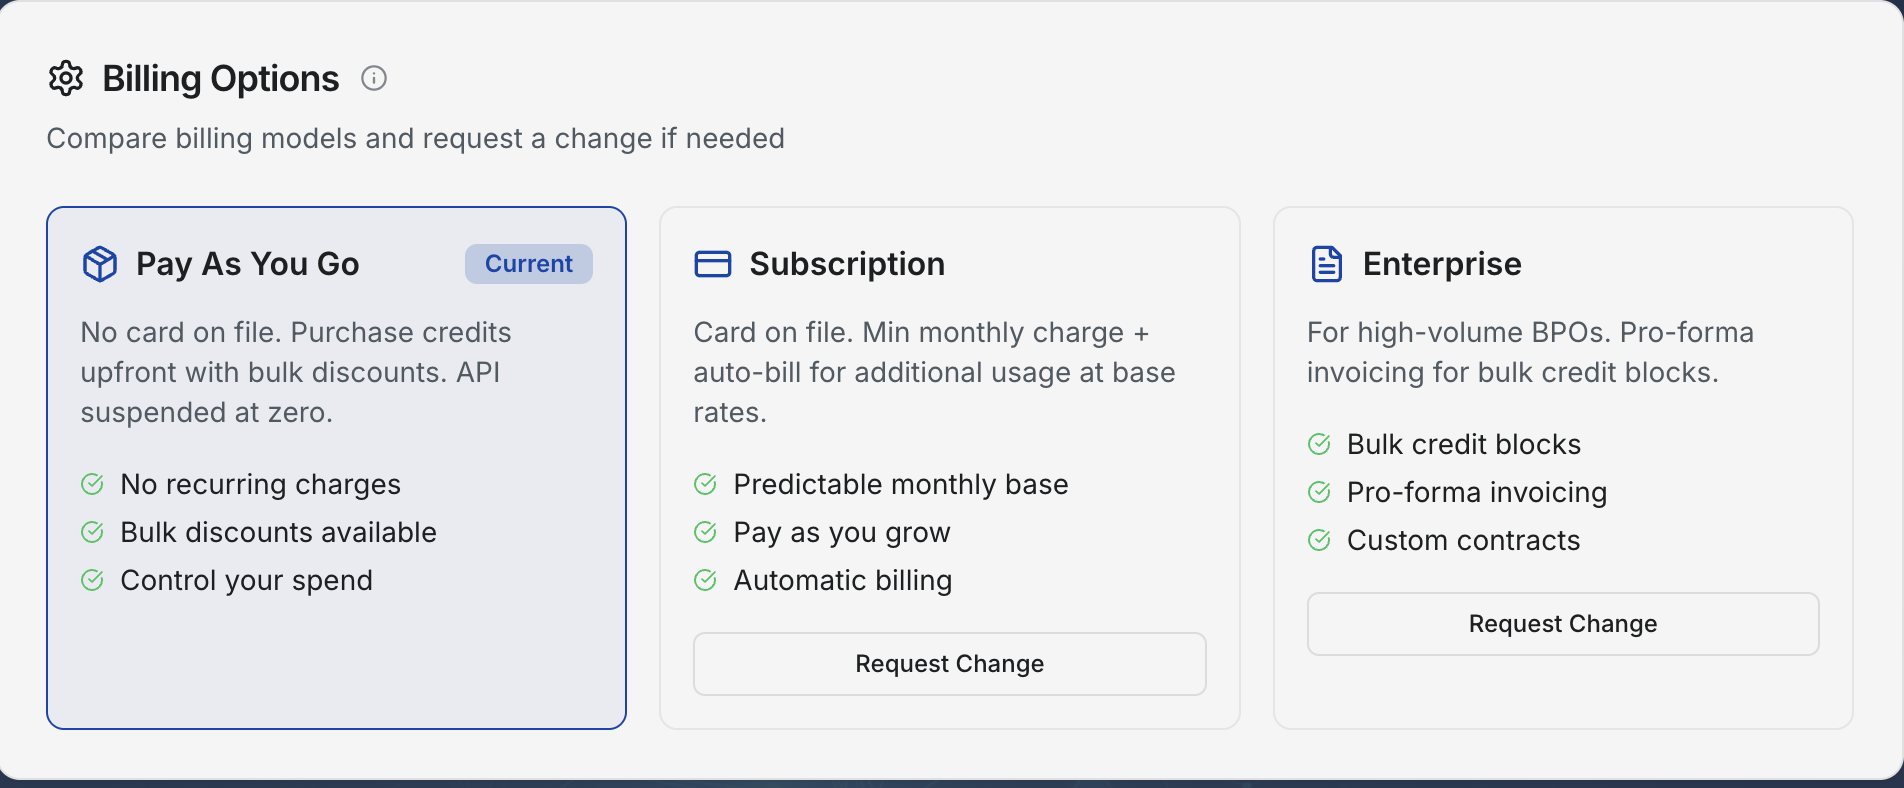 Billing Options
Compare billing models and request a change if needed
Pay As You Go
Current
No card on file. Purchase credits
upfront with bulk discounts. API
suspended at zero.
No recurring charges
Bulk discounts available
Control your spend
Subscription
Card on file. Min monthly charge +
auto-bill for additional usage at base
rates.
Predictable monthly base
Pay as you grow
Automatic billing
Request Change
Enterprise
For high-volume BPOs. Pro-forma
invoicing for bulk credit blocks.
Bulk credit blocks
Pro-forma invoicing
Custom contracts
Request Change